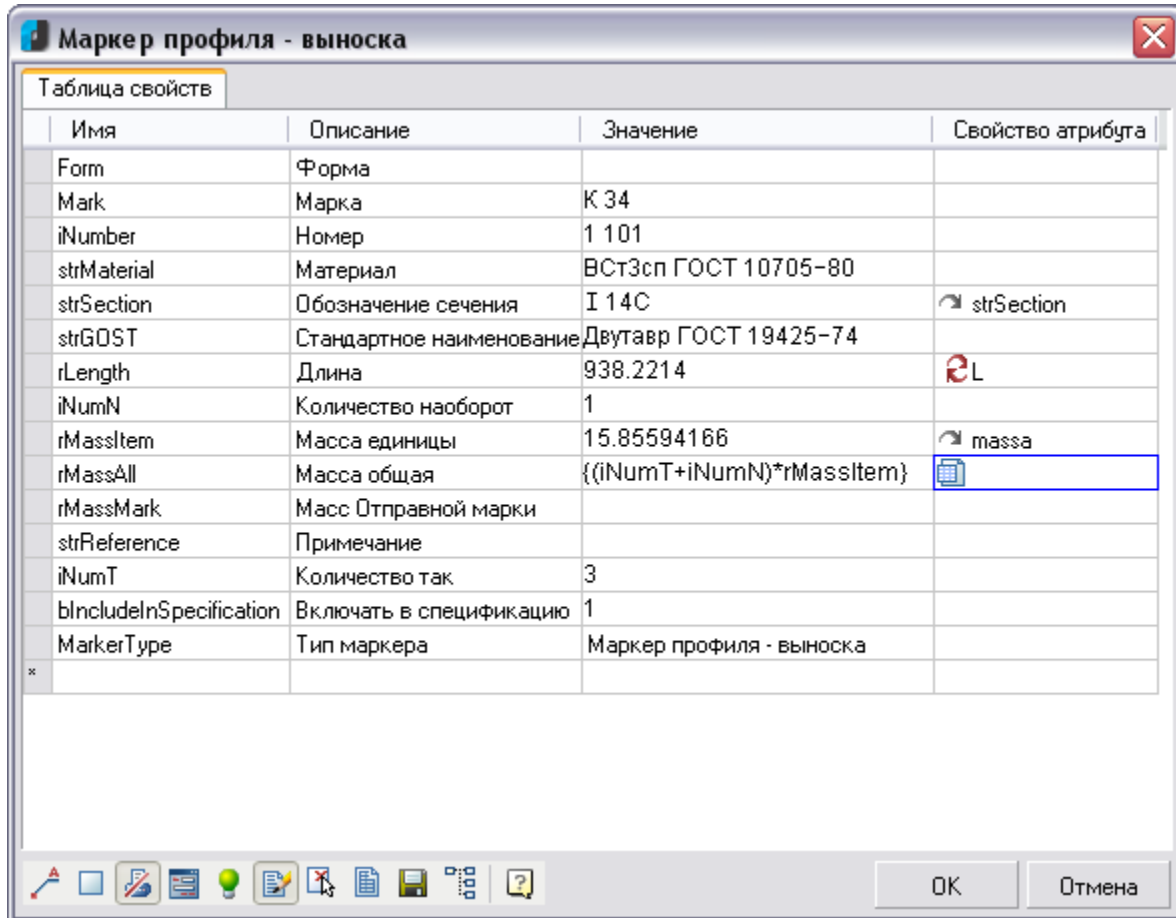 Маркер профиля - выноска
Таблица свойств
Имя Описание Значение Свойство атрибута
Form Форма
Mark Марка К 34
iNumber Номер 1 101
strMaterial Материал ВСт3сп ГОСТ 10705-80
strSection Обозначение сечения I 14С strSection
strGOST Стандартное наименование Двутавр ГОСТ 19425-74
rLength Длина 938.2214 L
iNumN Количество наоборот 1
rMassItem Масса единицы 15.85594166 massa
rMassAll Масса общая {(iNumT+iNumN)*rMassItem}
rMassMark Масс Отправной марки
strReference Примечание
iNumT Количество так 3
bIncludeInSpecification Включать в спецификацию 1
MarkerType Тип маркера Маркер профиля - выноска
*
A ? OK Отмена